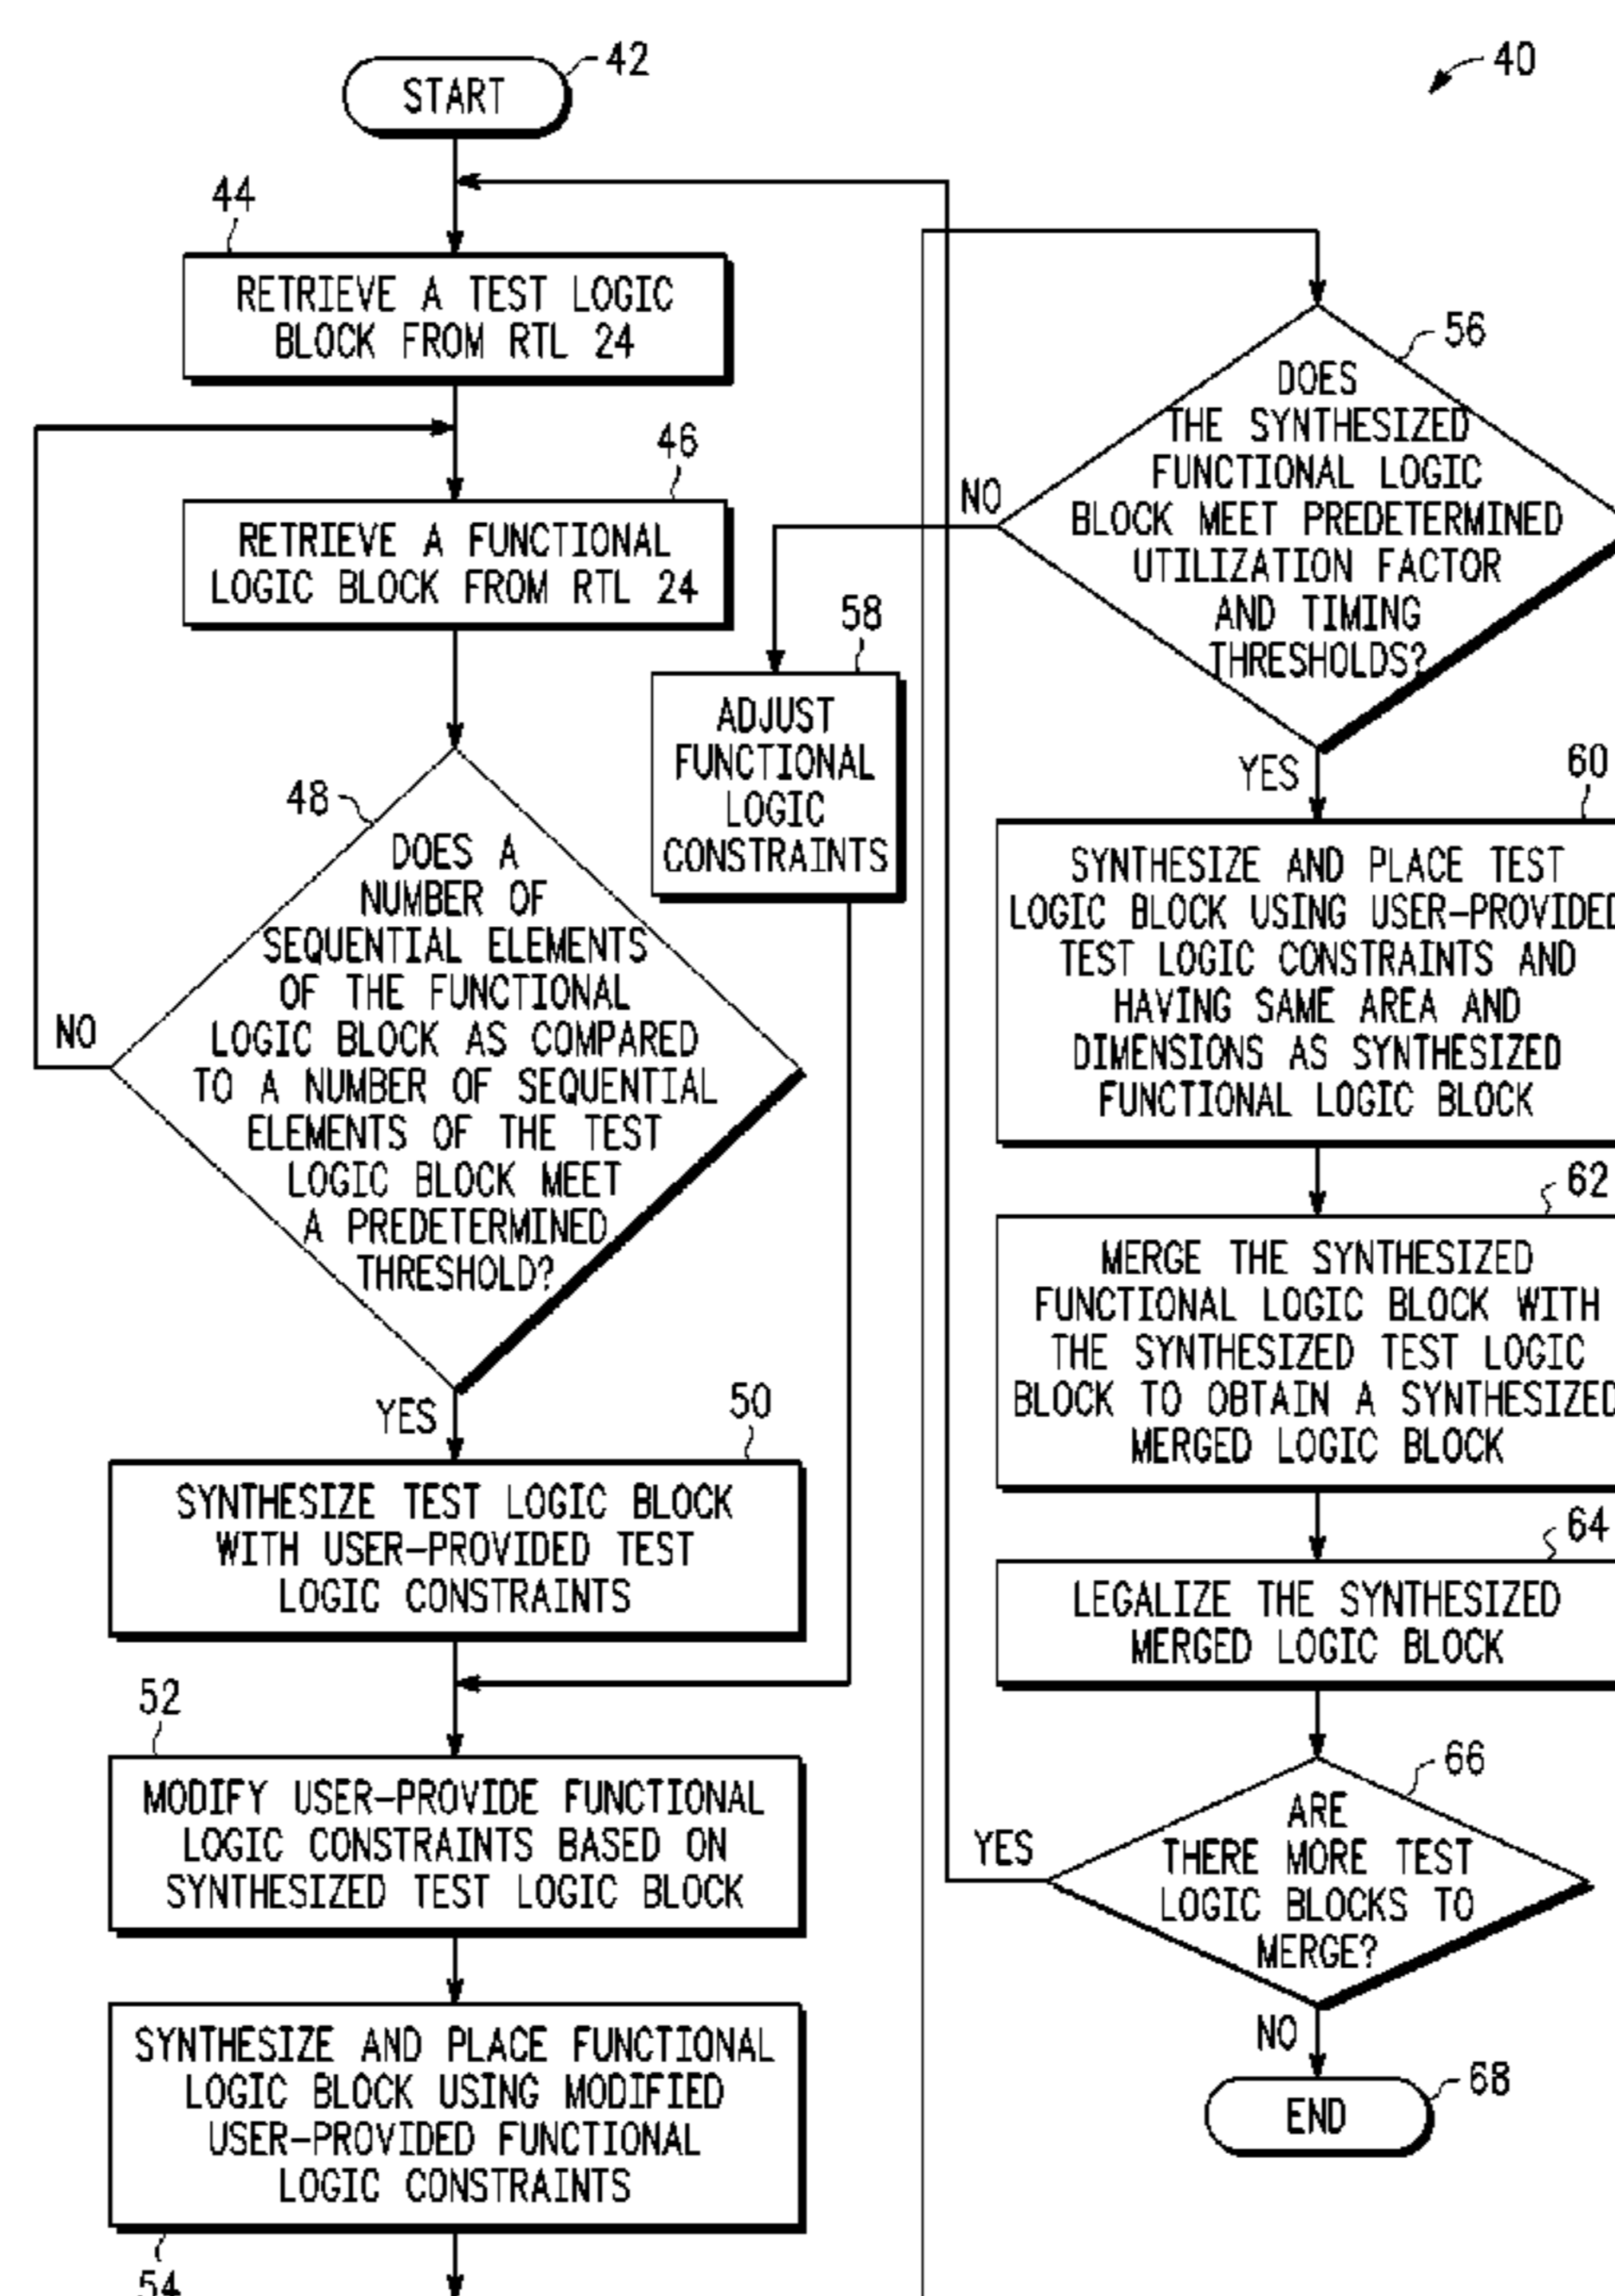 42
START
40
44
RETRIEVE A TEST LOGIC
BLOCK FROM RTL 24
46
RETRIEVE A FUNCTIONAL
LOGIC BLOCK FROM RTL 24
48
DOES A
NUMBER OF
SEQUENTIAL ELEMENTS
OF THE FUNCTIONAL
LOGIC BLOCK AS COMPARED
TO A NUMBER OF SEQUENTIAL
ELEMENTS OF THE TEST
LOGIC BLOCK MEET
A PREDETERMINED
THRESHOLD?
NO
YES
50
SYNTHESIZE TEST LOGIC BLOCK
WITH USER-PROVIDED TEST
LOGIC CONSTRAINTS
52
MODIFY USER-PROVIDE FUNCTIONAL
LOGIC CONSTRAINTS BASED ON
SYNTHESIZED TEST LOGIC BLOCK
SYNTHESIZE AND PLACE FUNCTIONAL
LOGIC BLOCK USING MODIFIED
USER-PROVIDED FUNCTIONAL
LOGIC CONSTRAINTS
54
56
DOES
THE SYNTHESIZED
FUNCTIONAL LOGIC
BLOCK MEET PREDETERMINED
UTILIZATION FACTOR
AND TIMING
THRESHOLDS?
NO
58
ADJUST
FUNCTIONAL
LOGIC
CONSTRAINTS
YES
60
SYNTHESIZE AND PLACE TEST
LOGIC BLOCK USING USER-PROVIDED
TEST LOGIC CONSTRAINTS AND
HAVING SAME AREA AND
DIMENSIONS AS SYNTHESIZED
FUNCTIONAL LOGIC BLOCK
62
MERGE THE SYNTHESIZED
FUNCTIONAL LOGIC BLOCK WITH
THE SYNTHESIZED TEST LOGIC
BLOCK TO OBTAIN A SYNTHESIZED
MERGED LOGIC BLOCK
64
LEGALIZE THE SYNTHESIZED
MERGED LOGIC BLOCK
66
ARE
THERE MORE TEST
LOGIC BLOCKS TO
MERGE?
YES
NO
68
END